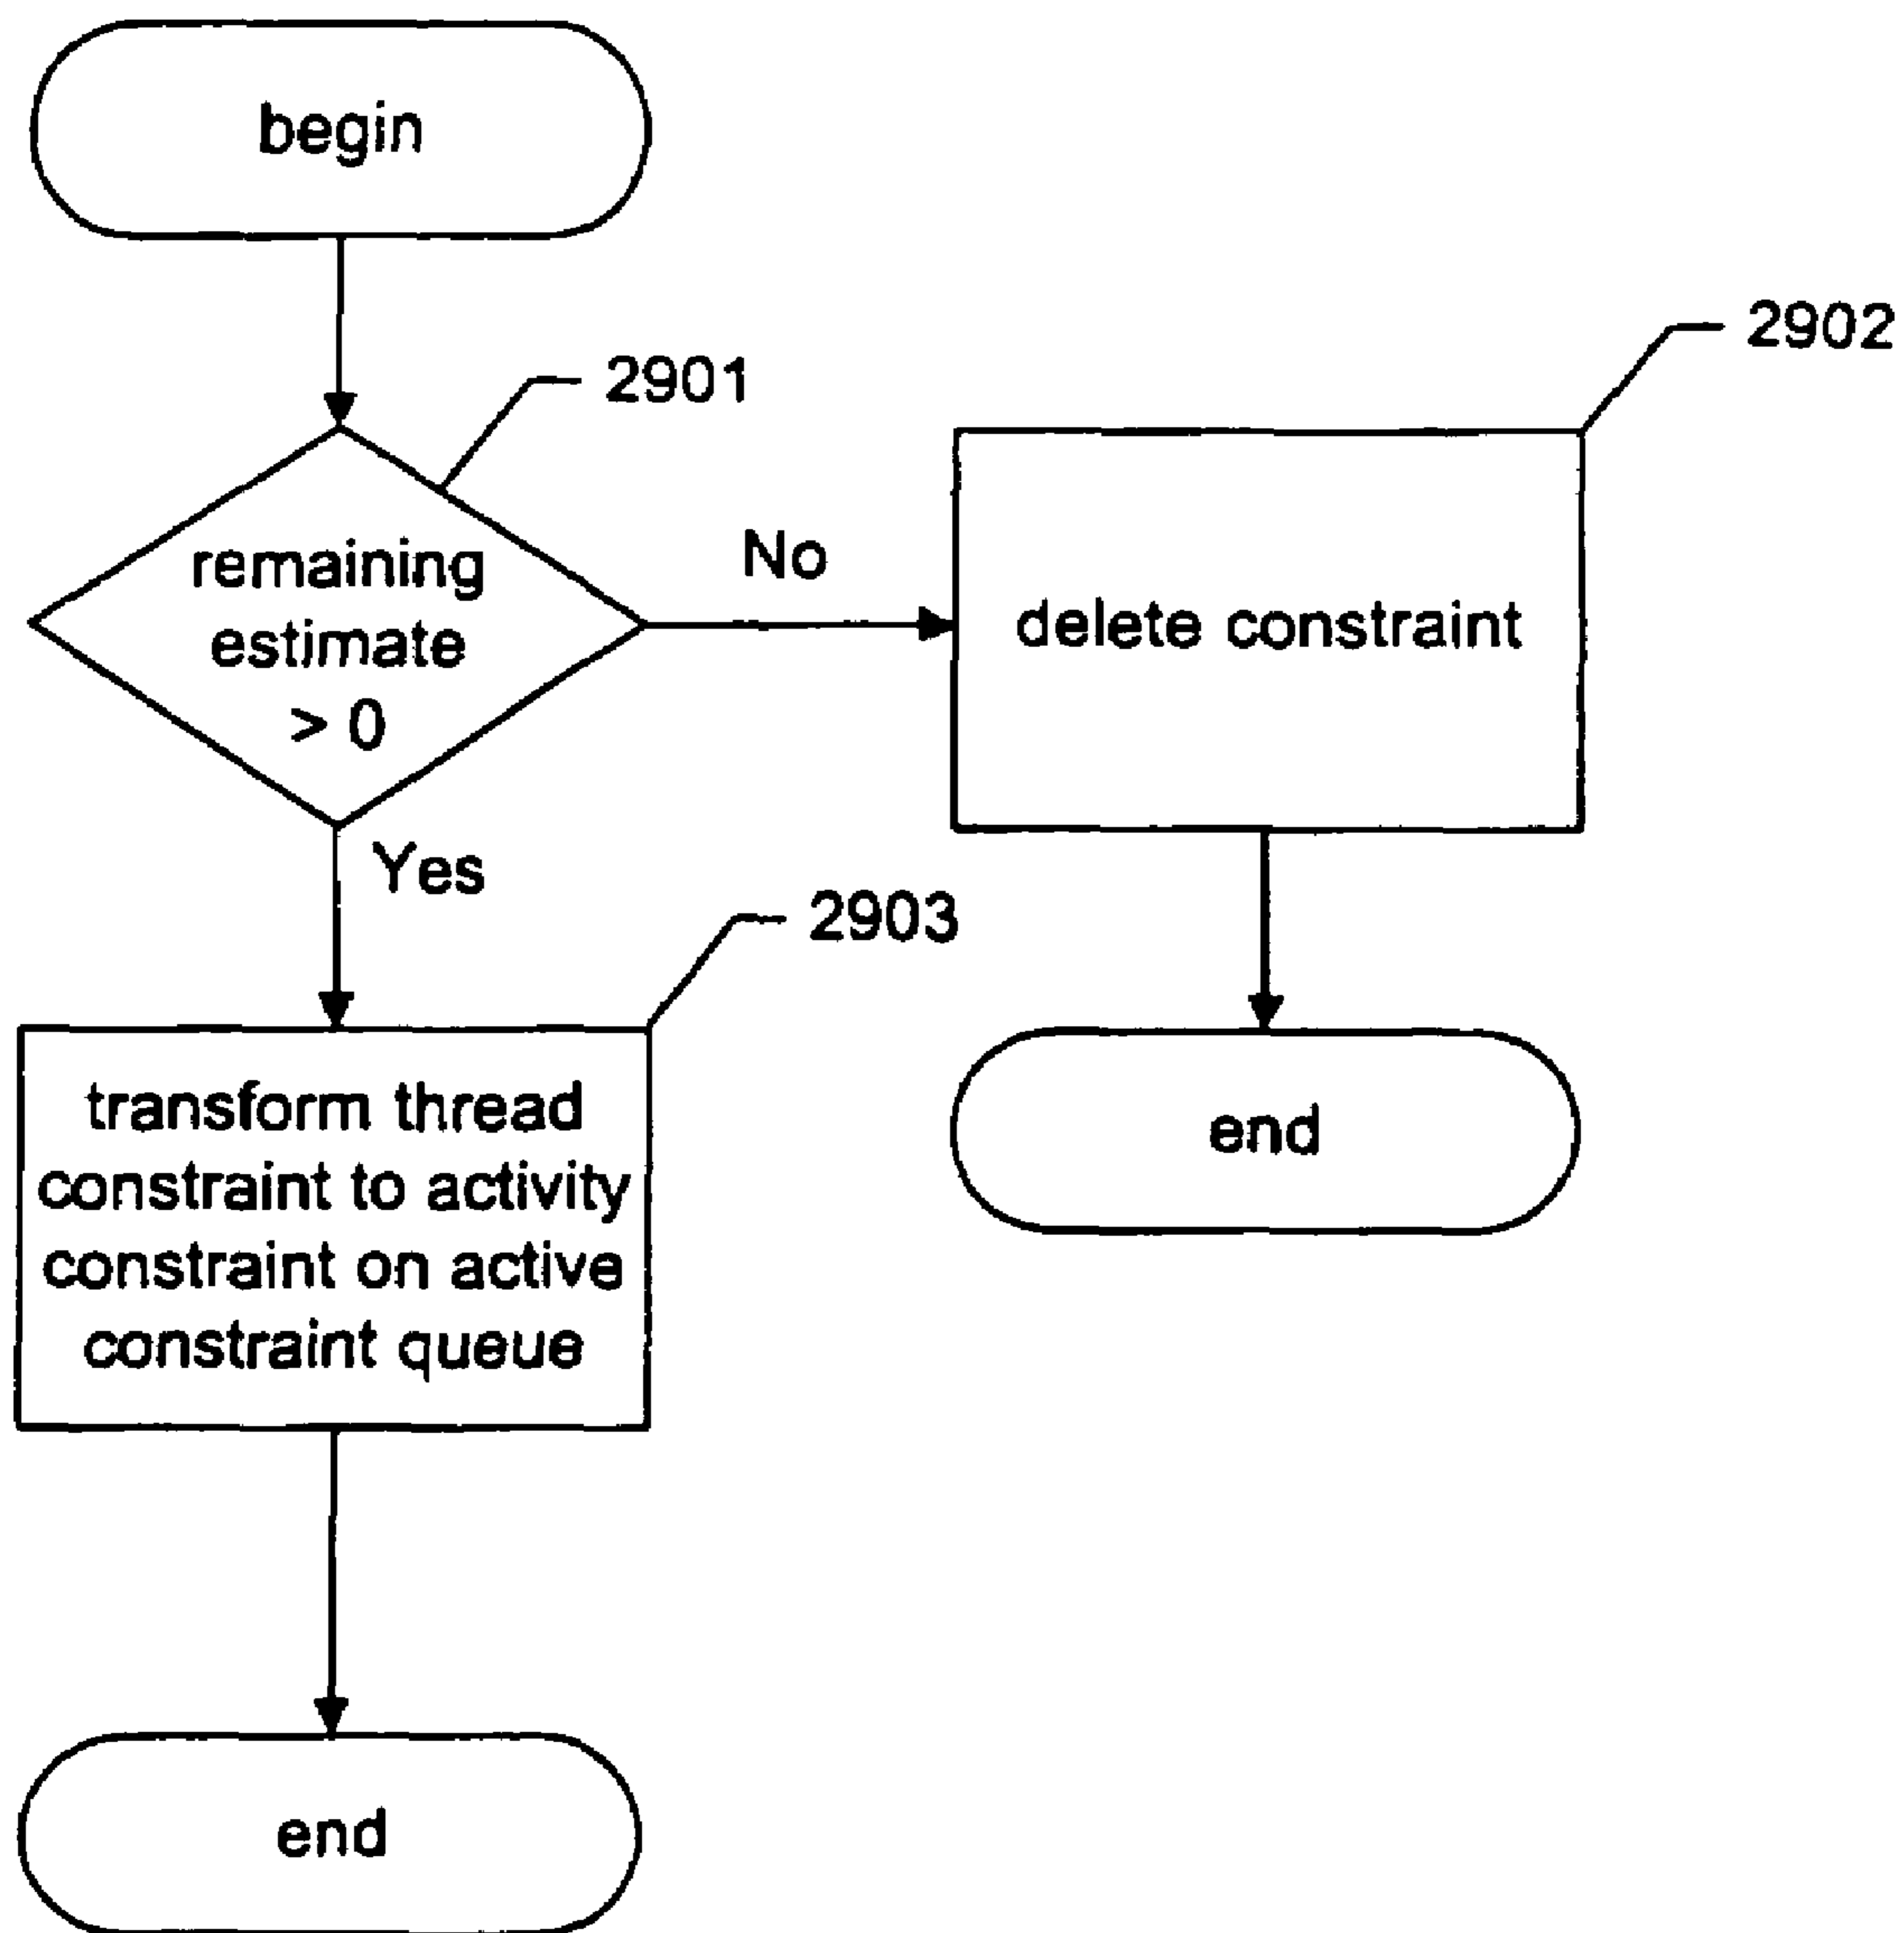 begin
2901
remaining
estimate
> 0
No
2902
delete constraint
Yes
2903
transform thread
constraint to activity
constraint on active
constraint queue
end
end